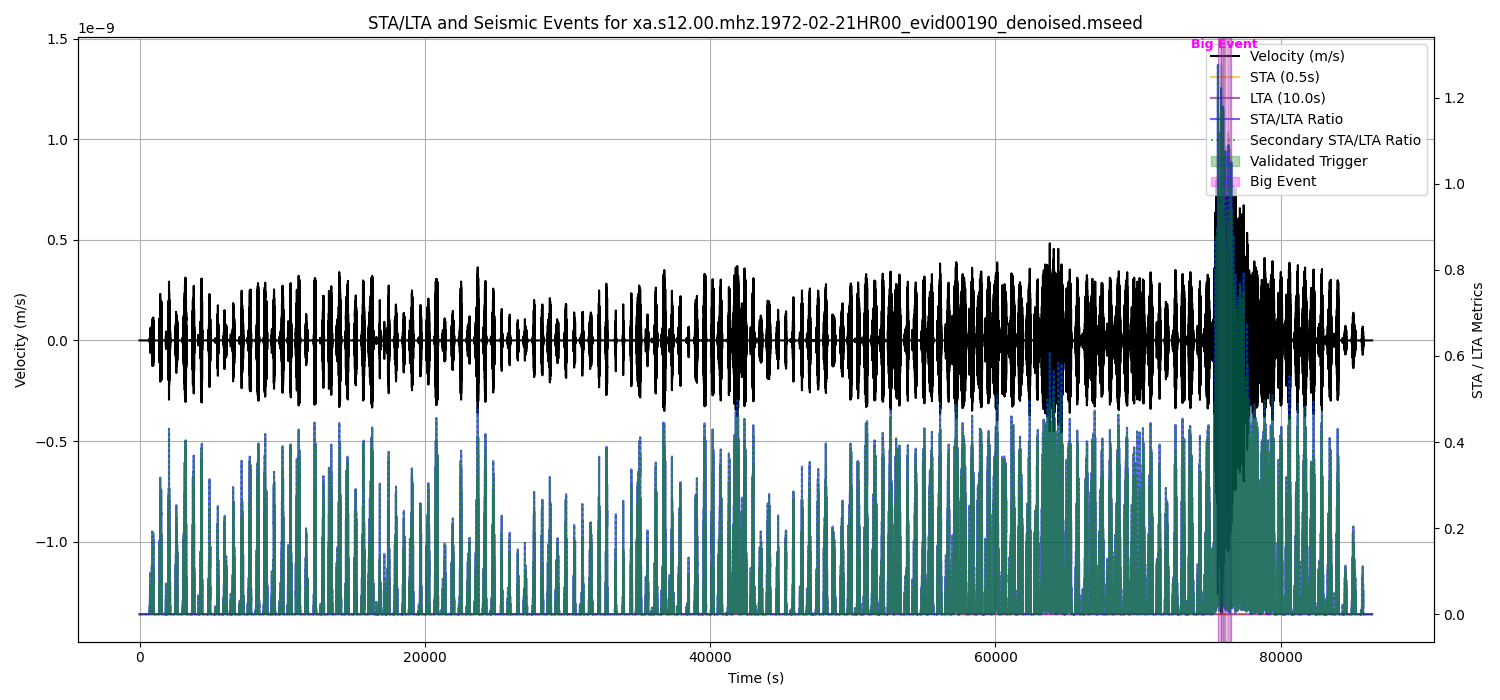 STA/LTA and Seismic Events for xa.s12.00.mhz.1972-02-21HR00_evid00190_denoised.mseed
1e−9
Big Event
Velocity (m/s)
STA (0.5s)
LTA (10.0s)
STA/LTA Ratio
Secondary STA/LTA Ratio
Validated Trigger
Big Event
1.5
1.0
0.5
0.0
−0.5
−1.0
Velocity (m/s)
1.2
1.0
0.8
0.6
0.4
0.2
0.0
STA / LTA Metrics
0
20000
40000
60000
80000
Time (s)